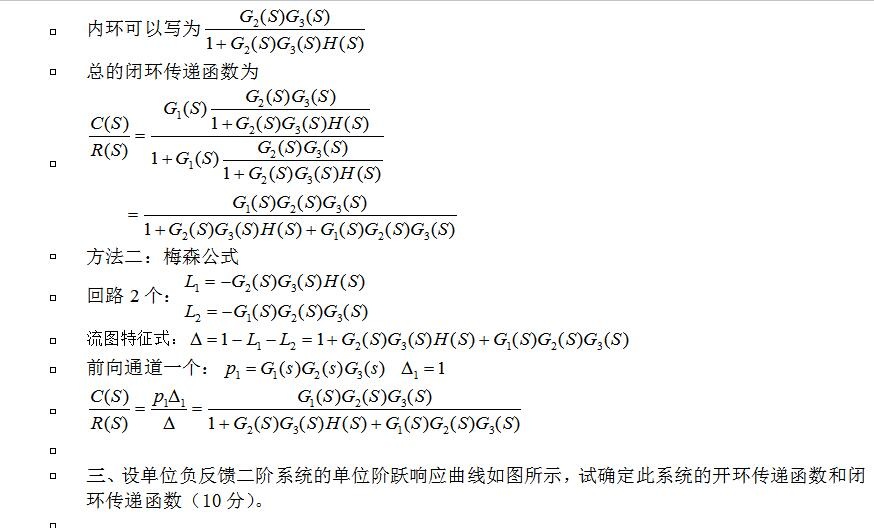 内环可以写为 \frac{G_2(S)G_3(S)}{1+G_2(S)G_3(S)H(S)}
总的闭环传递函数为
\frac{C(S)}{R(S)} = \frac{G_1(S)\frac{G_2(S)G_3(S)}{1+G_2(S)G_3(S)H(S)}}{1+G_1(S)\frac{G_2(S)G_3(S)}{1+G_2(S)G_3(S)H(S)}}
= \frac{G_1(S)G_2(S)G_3(S)}{1+G_2(S)G_3(S)H(S)+G_1(S)G_2(S)G_3(S)}
方法二：梅森公式
回路 2 个： L_1 = -G_2(S)G_3(S)H(S)
L_2 = -G_1(S)G_2(S)G_3(S)
流图特征式： Δ = 1 - L_1 - L_2 = 1 + G_2(S)G_3(S)H(S) + G_1(S)G_2(S)G_3(S)
前向通道一个： p_1 = G_1(s)G_2(s)G_3(s) Δ_1 = 1
\frac{C(S)}{R(S)} = \frac{p_1Δ_1}{Δ} = \frac{G_1(S)G_2(S)G_3(S)}{1+G_2(S)G_3(S)H(S)+G_1(S)G_2(S)G_3(S)}
三、设单位负反馈二阶系统的单位阶跃响应曲线如图所示，试确定此系统的开环传递函数和闭
环传递函数（10 分）。